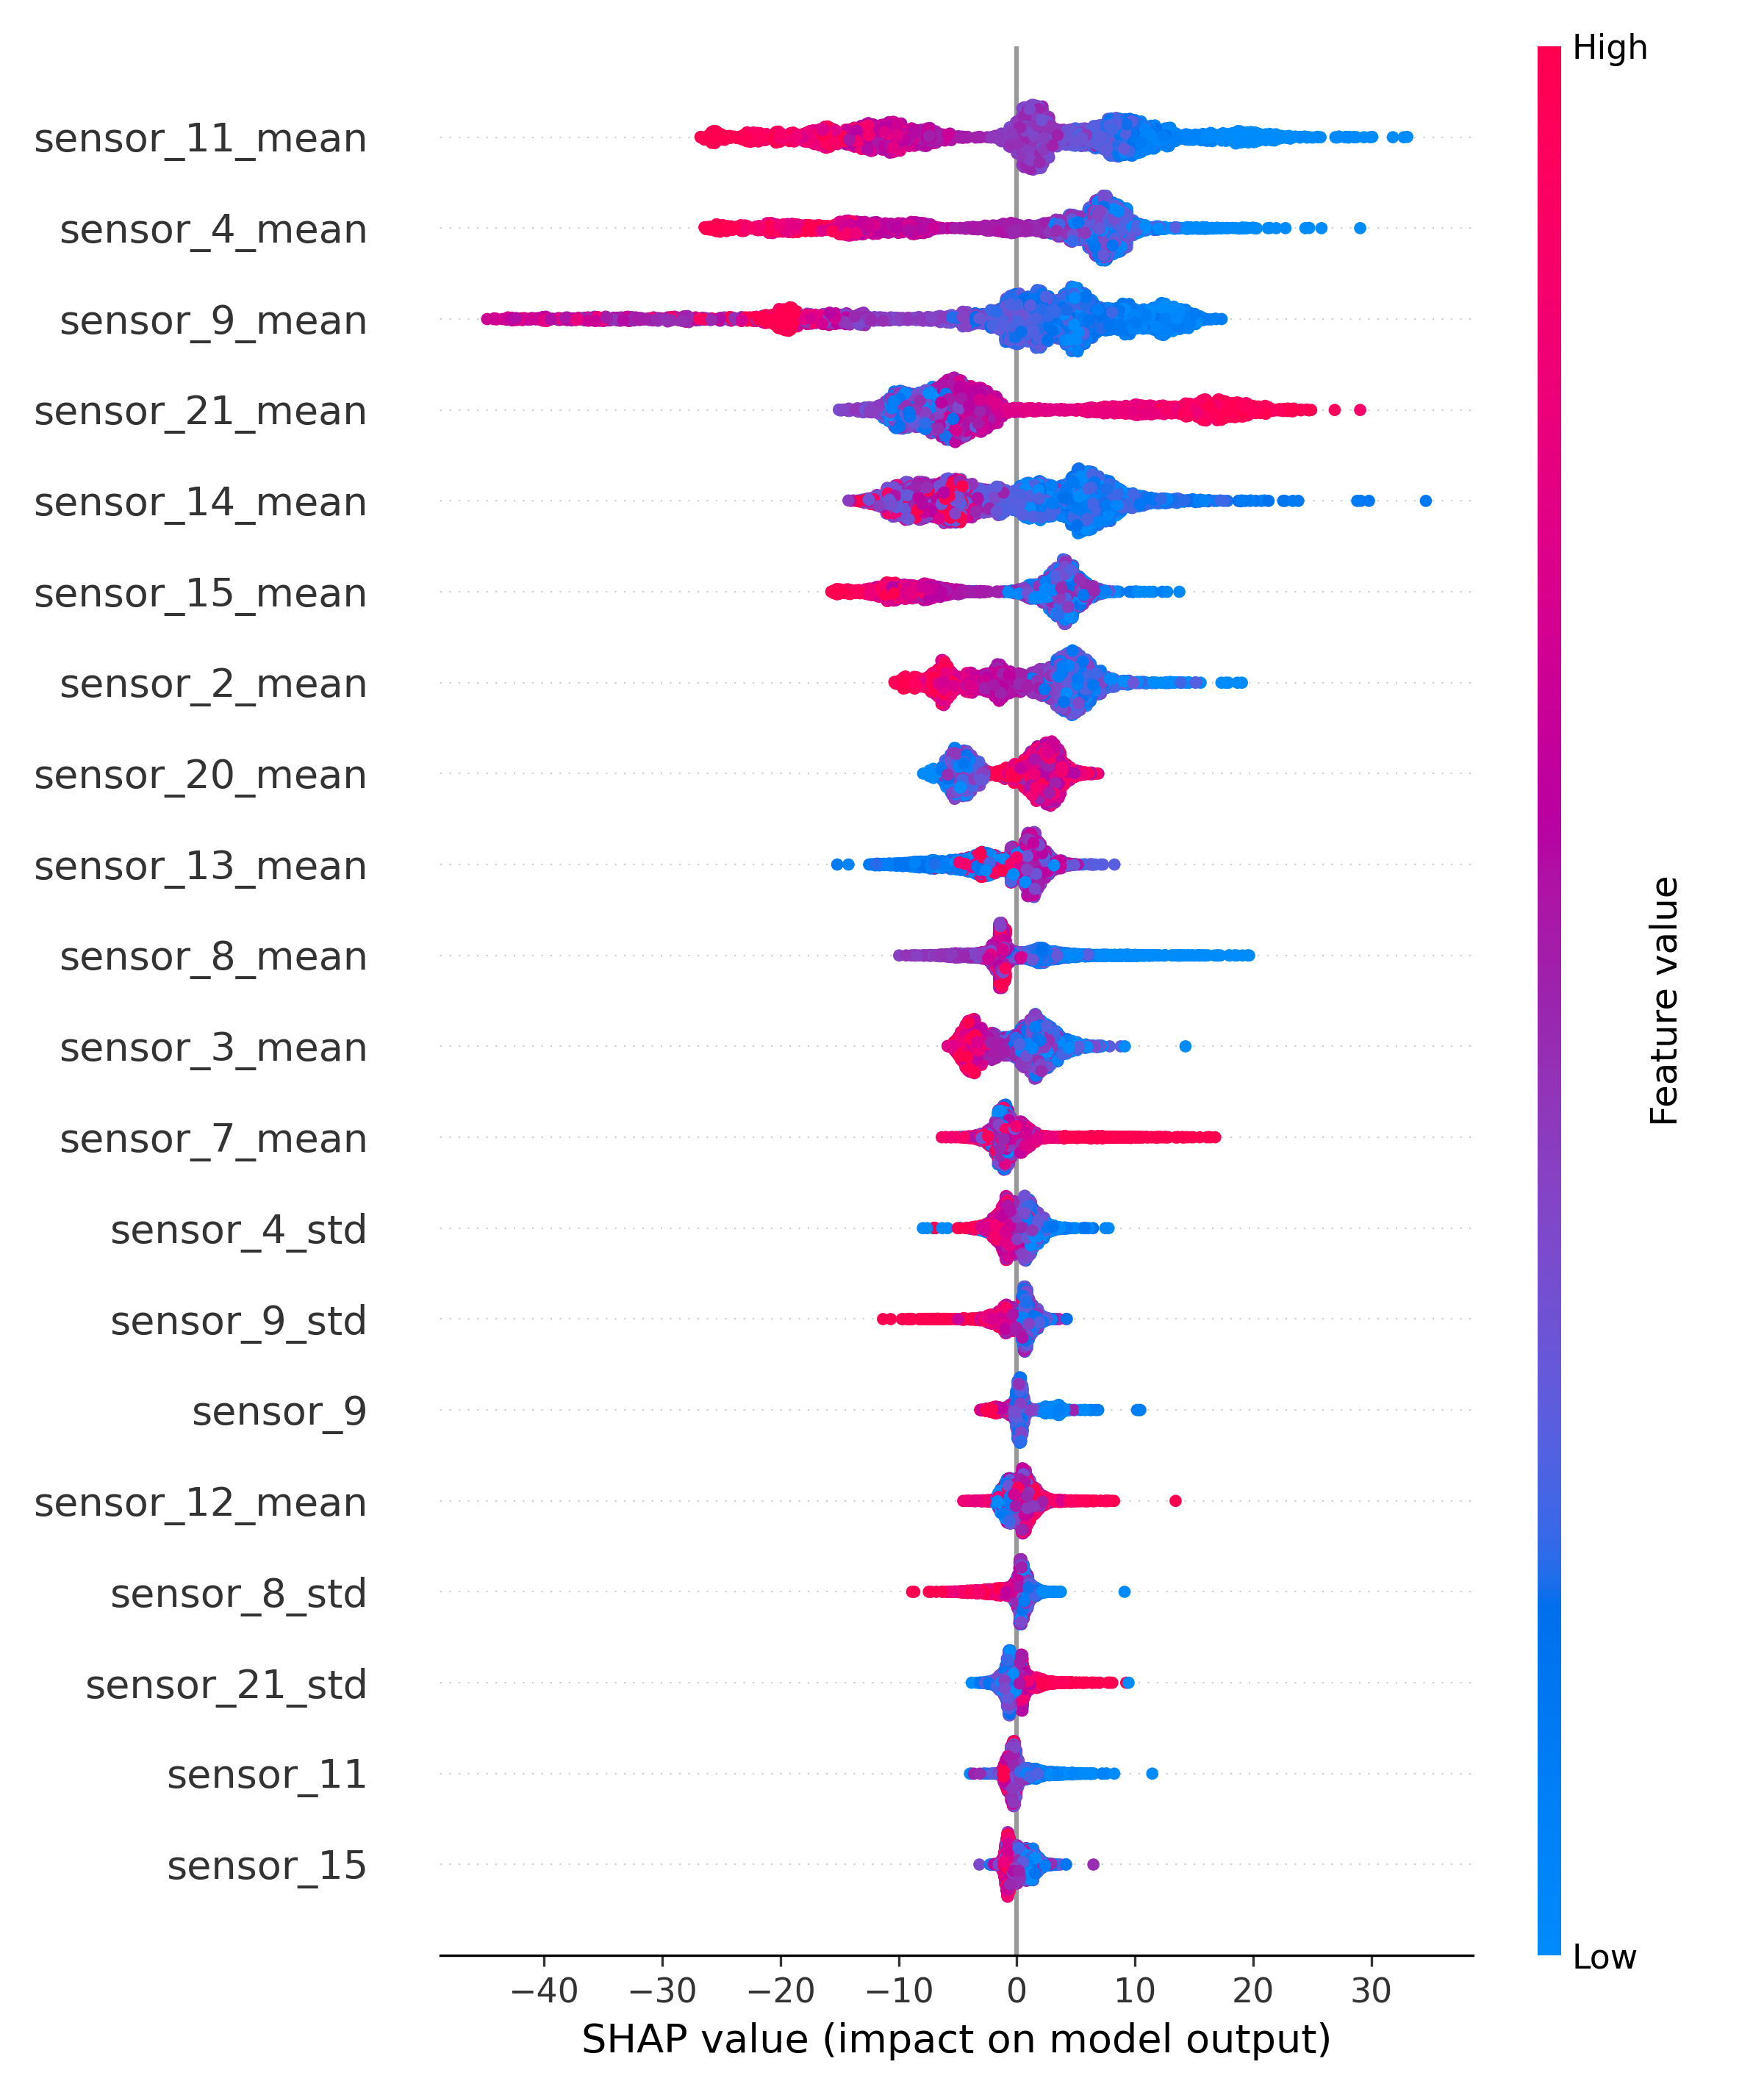 High
sensor_11_mean
sensor_4_mean
sensor_9_mean
sensor_21_mean
sensor_14_mean
sensor_15_mean
sensor_2_mean
sensor_20_mean
sensor_13_mean
sensor_8_mean
sensor_3_mean
sensor_7_mean
sensor_4_std
sensor_9_std
sensor_9
sensor_12_mean
sensor_8_std
sensor_21_std
sensor_11
sensor_15
Feature value
Low
−40 −30 −20 −10 0 10 20 30
SHAP value (impact on model output)